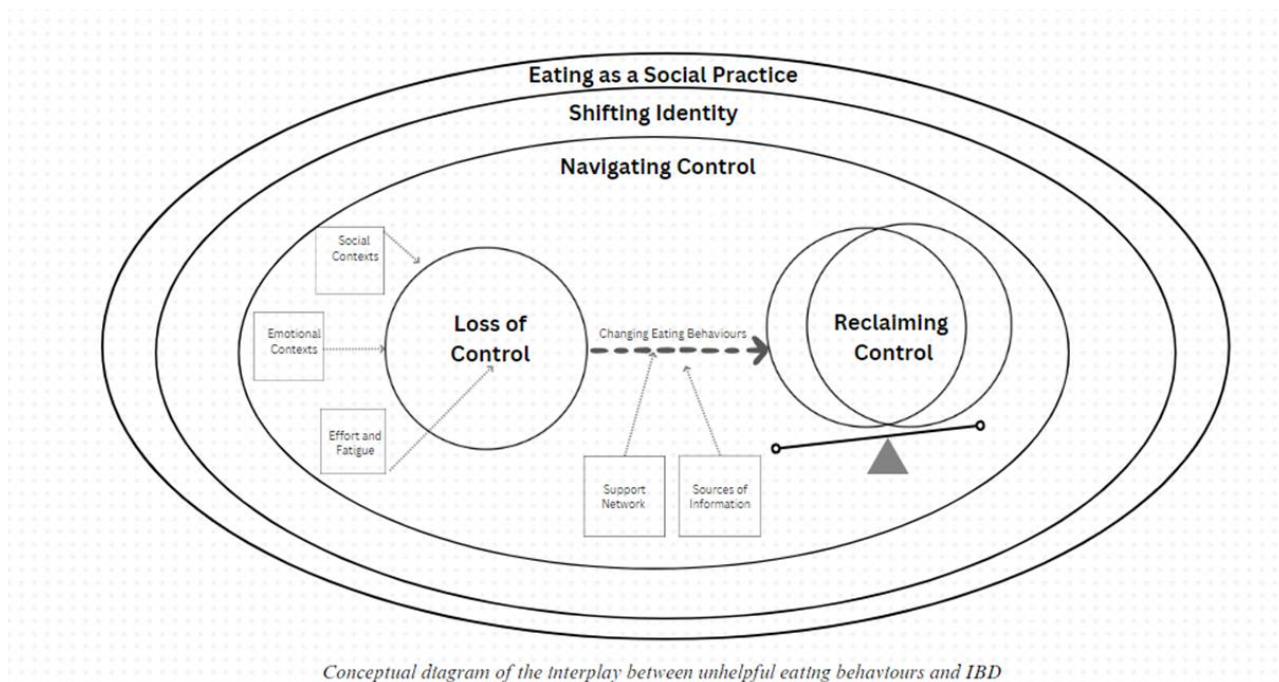 Eating as a Social Practice
Shifting Identity
Navigating Control
Social
Contexts
Emotional
Contexts
Effort and
Fatigue
Loss of
Control
Changing Eating Behaviours
Support
Network
Sources of
Information
Reclaiming
Control
Conceptual diagram of the interplay between unhelpful eating behaviours and IBD